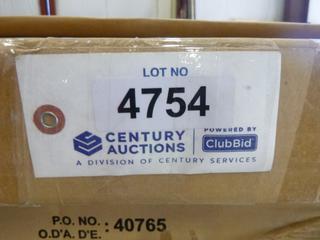 LOT NO
4754
CENTURY AUCTIONS
POWERED BY
ClubBid
A DIVISION OF CENTURY SERVICES
P.O. NO. : 40765
O.D'A. D'E.